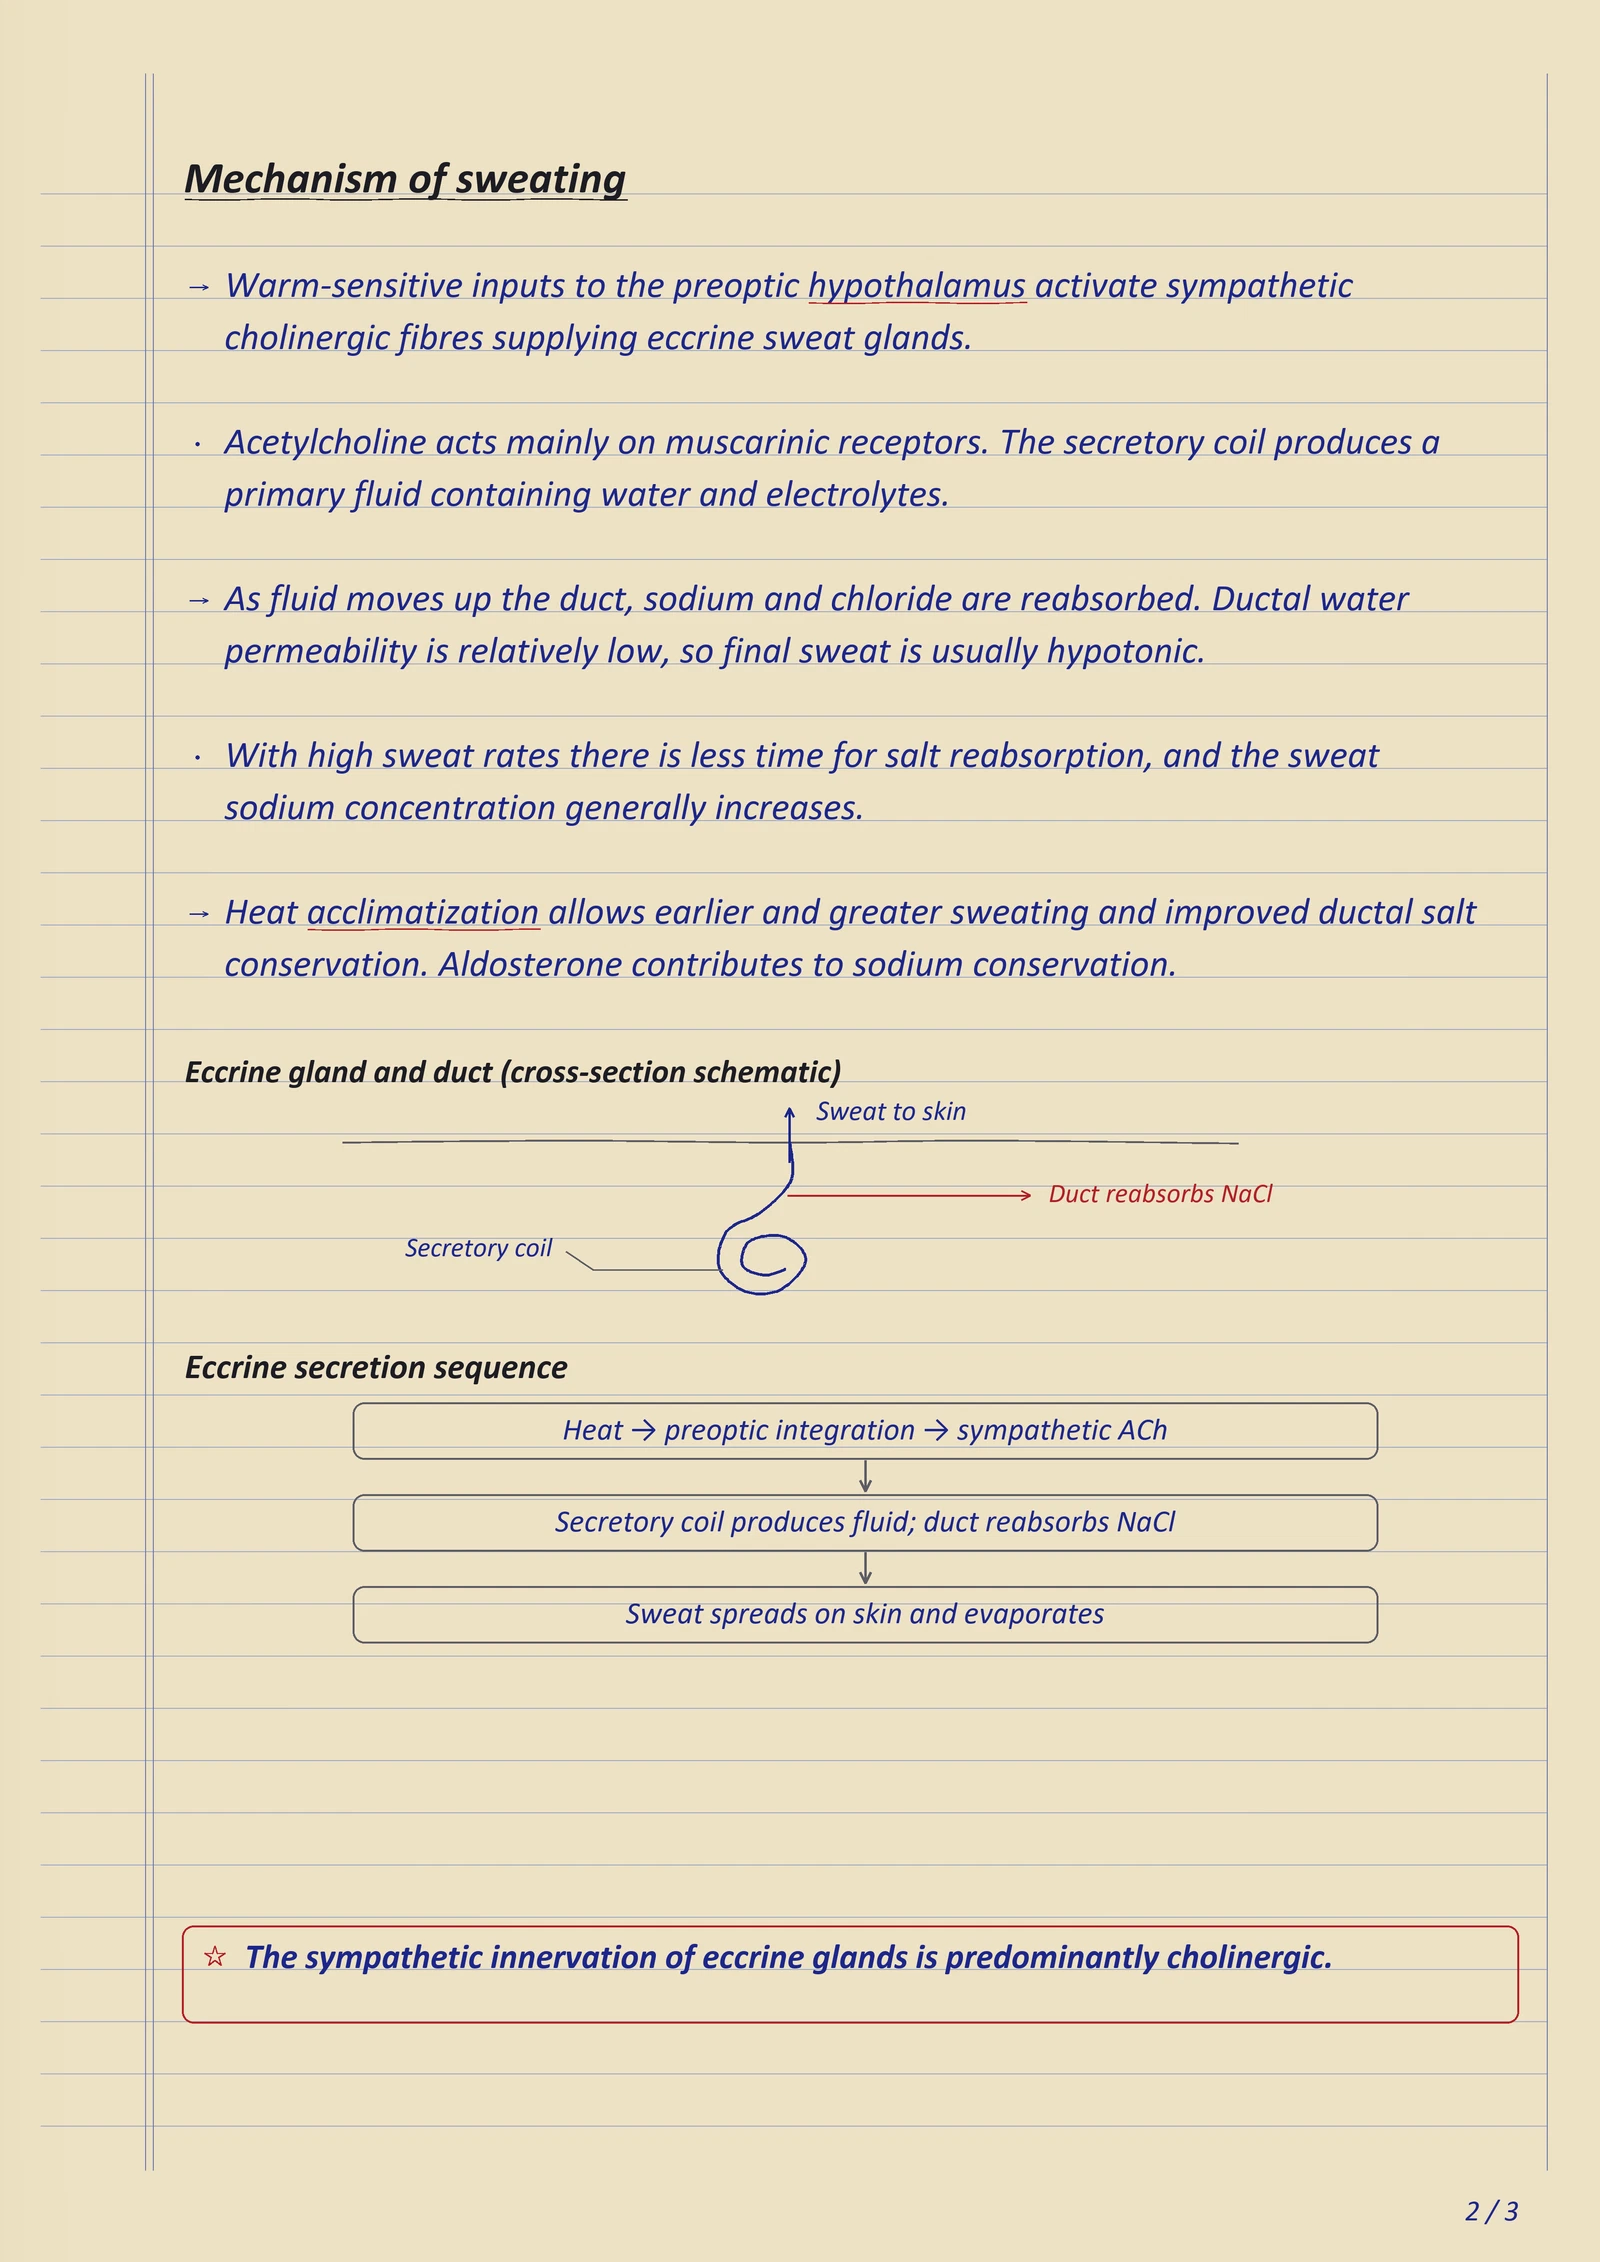 Mechanism of sweating
→ Warm-sensitive inputs to the preoptic hypothalamus activate sympathetic
cholinergic fibres supplying eccrine sweat glands.
· Acetylcholine acts mainly on muscarinic receptors. The secretory coil produces a
primary fluid containing water and electrolytes.
→ As fluid moves up the duct, sodium and chloride are reabsorbed. Ductal water
permeability is relatively low, so final sweat is usually hypotonic.
· With high sweat rates there is less time for salt reabsorption, and the sweat
sodium concentration generally increases.
→ Heat acclimatization allows earlier and greater sweating and improved ductal salt
conservation. Aldosterone contributes to sodium conservation.
Eccrine gland and duct (cross-section schematic)
Sweat to skin
Duct reabsorbs NaCl
Secretory coil
Eccrine secretion sequence
Heat → preoptic integration → sympathetic ACh
Secretory coil produces fluid; duct reabsorbs NaCl
Sweat spreads on skin and evaporates
☆ The sympathetic innervation of eccrine glands is predominantly cholinergic.
2 / 3